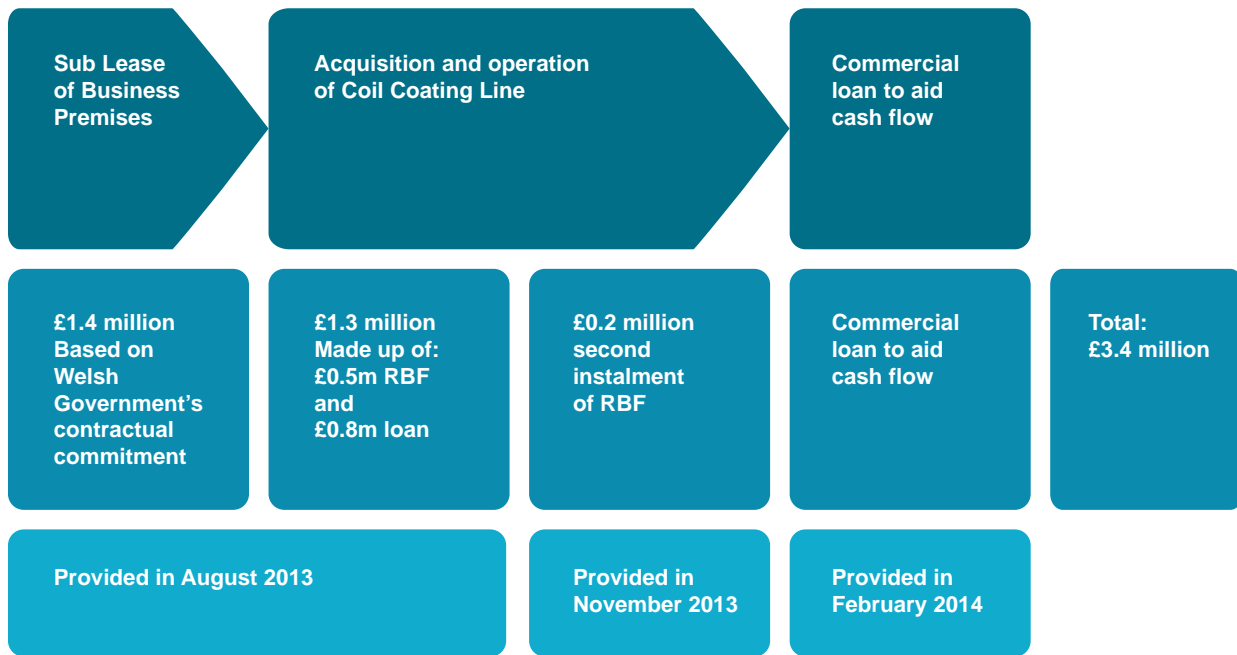 Sub Lease
of Business
Premises
Acquisition and operation
of Coil Coating Line
Commercial
loan to aid
cash flow
£1.4 million
Based on
Welsh
Government’s
contractual
commitment
£1.3 million
Made up of:
£0.5m RBF
and
£0.8m loan
£0.2 million
second
instalment
of RBF
Commercial
loan to aid
cash flow
Total:
£3.4 million
Provided in August 2013
Provided in
November 2013
Provided in
February 2014